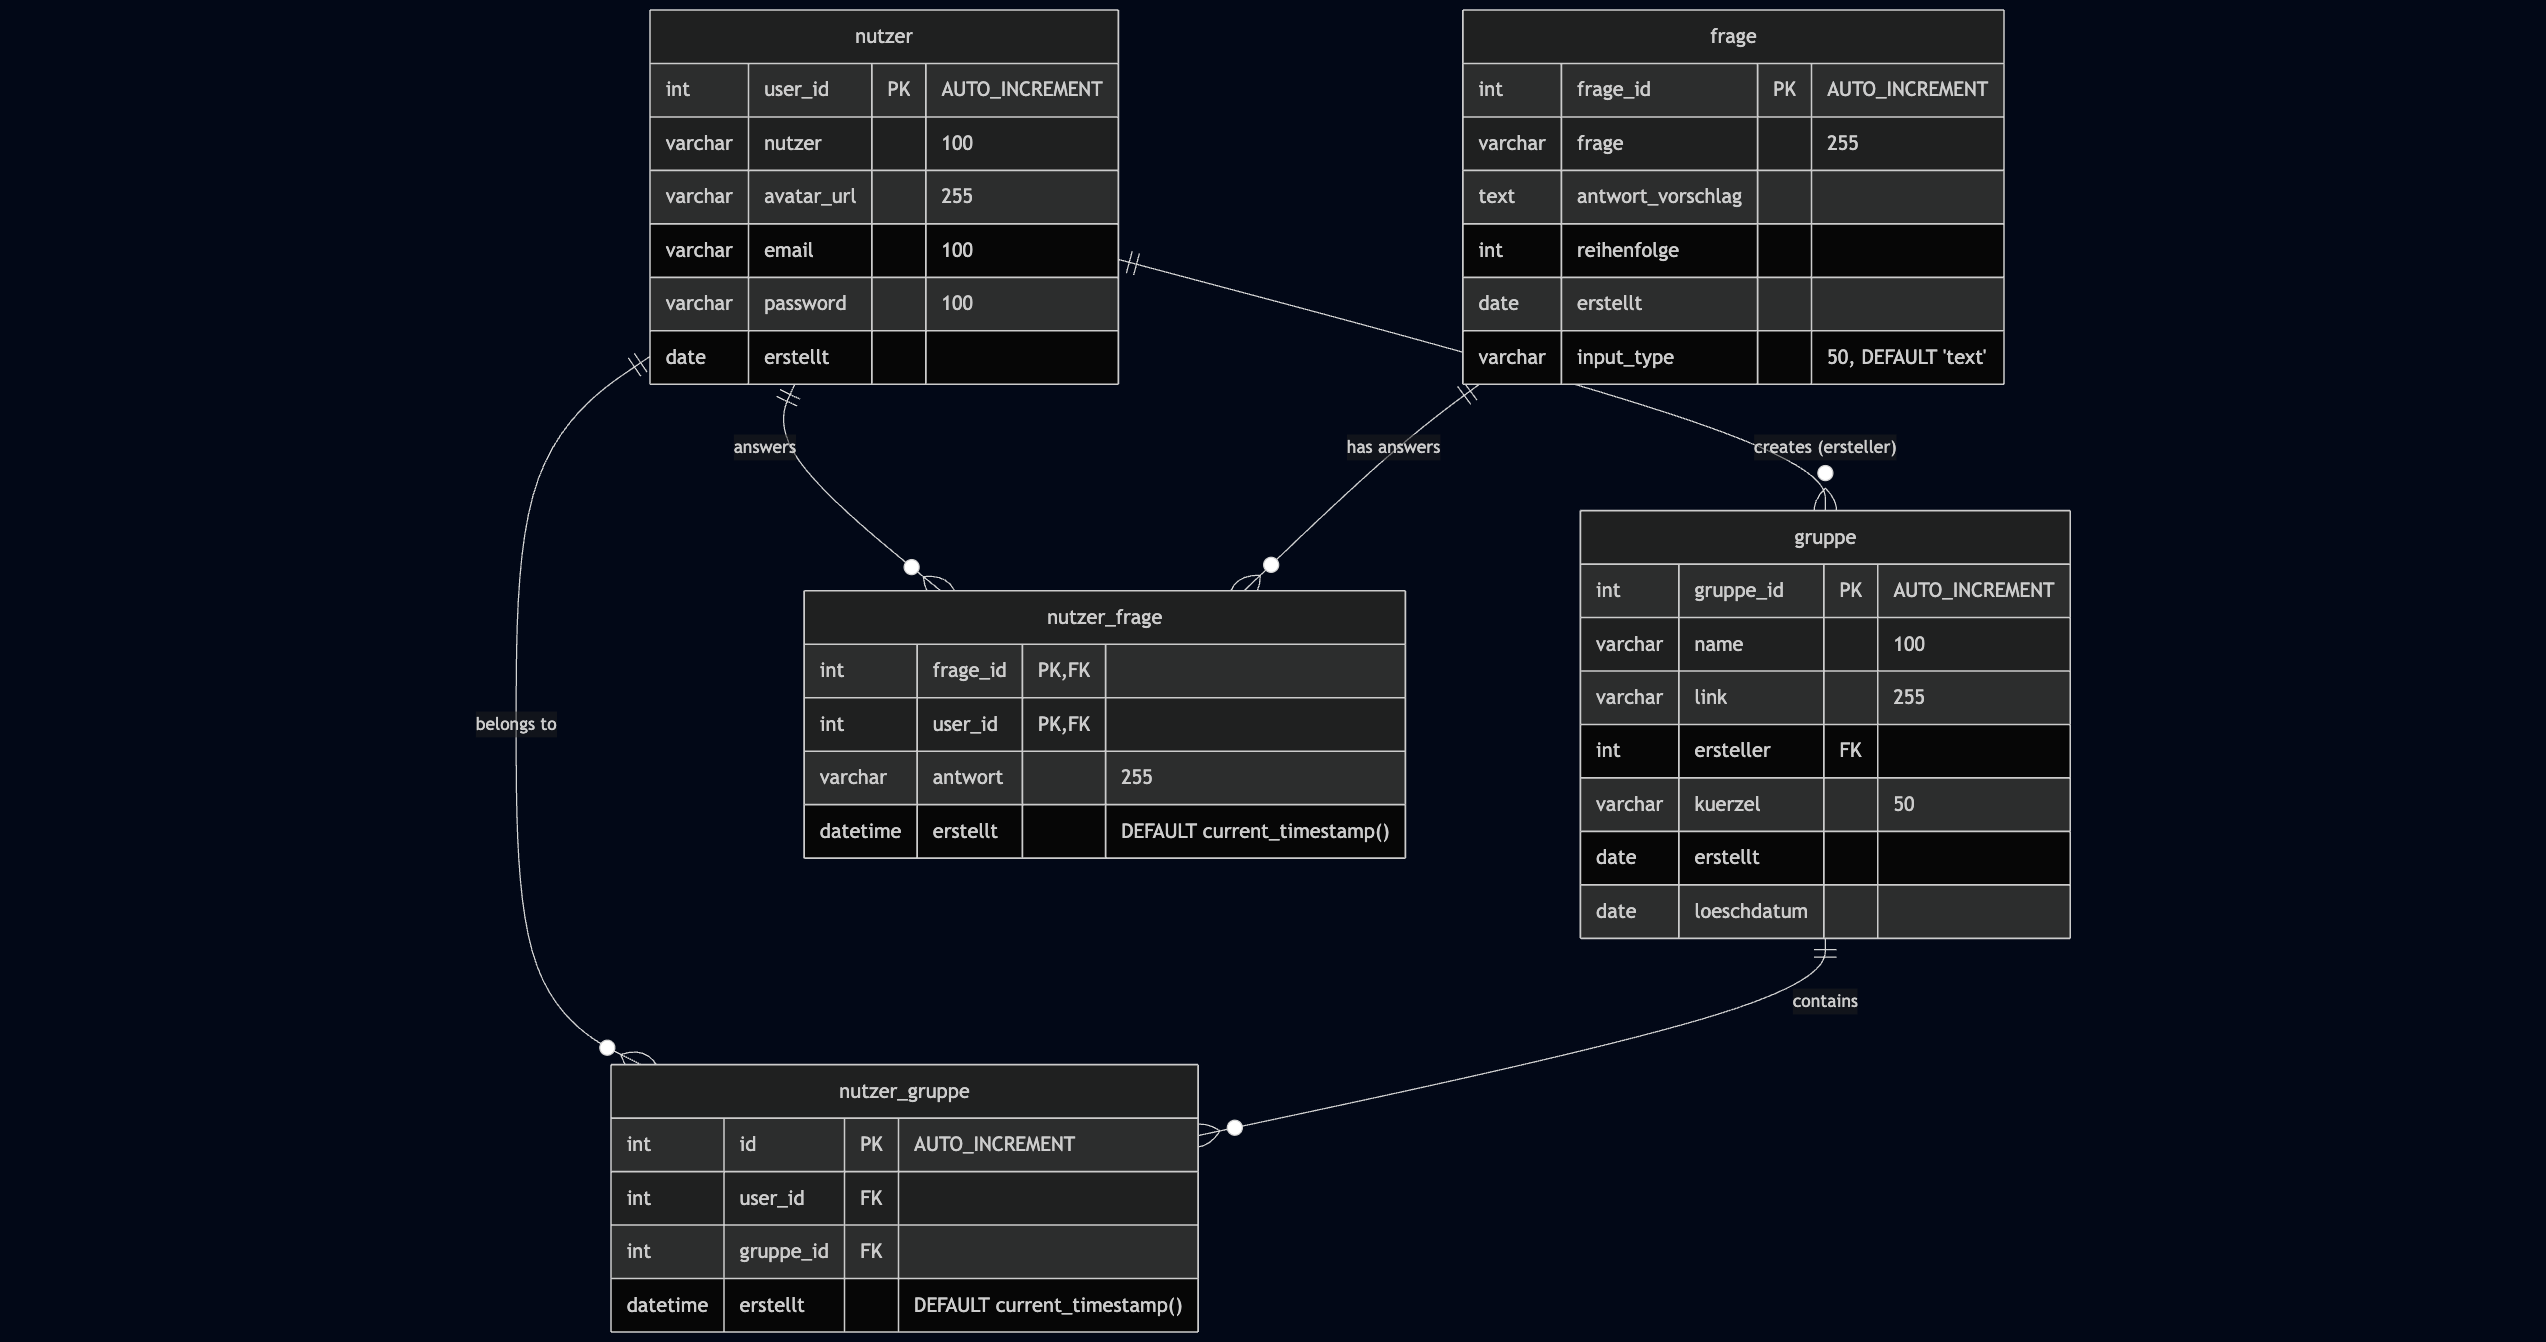 nutzer
int user_id PK AUTO_INCREMENT
varchar nutzer 100
varchar avatar_url 255
varchar email 100
varchar password 100
date erstellt
frage
int frage_id PK AUTO_INCREMENT
varchar frage 255
text antwort_vorschlag
int reihenfolge
date erstellt
varchar input_type 50, DEFAULT 'text'
answers
has answers
creates (ersteller)
belongs to
nutzer_frage
int frage_id PK,FK
int user_id PK,FK
varchar antwort 255
datetime erstellt DEFAULT current_timestamp()
gruppe
int gruppe_id PK AUTO_INCREMENT
varchar name 100
varchar link 255
int ersteller FK
varchar kuerzel 50
date erstellt
date loeschdatum
contains
nutzer_gruppe
int id PK AUTO_INCREMENT
int user_id FK
int gruppe_id FK
datetime erstellt DEFAULT current_timestamp()